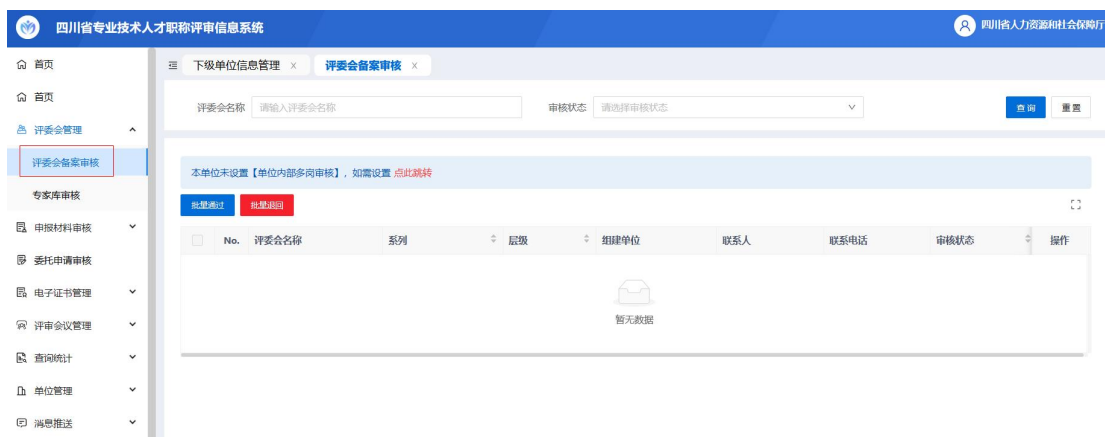 四川省专业技术人才职称评审信息系统
四川省人力资源和社会保障厅
首页
下级单位信息管理 × 评委会备案审核 ×
首页
评委会名称 请输入评委会名称 审核状态 请选择审核状态 查询 重置
评委会管理
评委会备案审核
本单位未设置【单位内部多岗审核】，如需设置 点此跳转
专家库审核
批量通过 批量退回
申报材料审核
No. 评委会名称 系列 层级 组建单位 联系人 联系电话 审核状态 操作
委托申请审核
电子证书管理
暂无数据
评审会议管理
查询统计
单位管理
消息推送